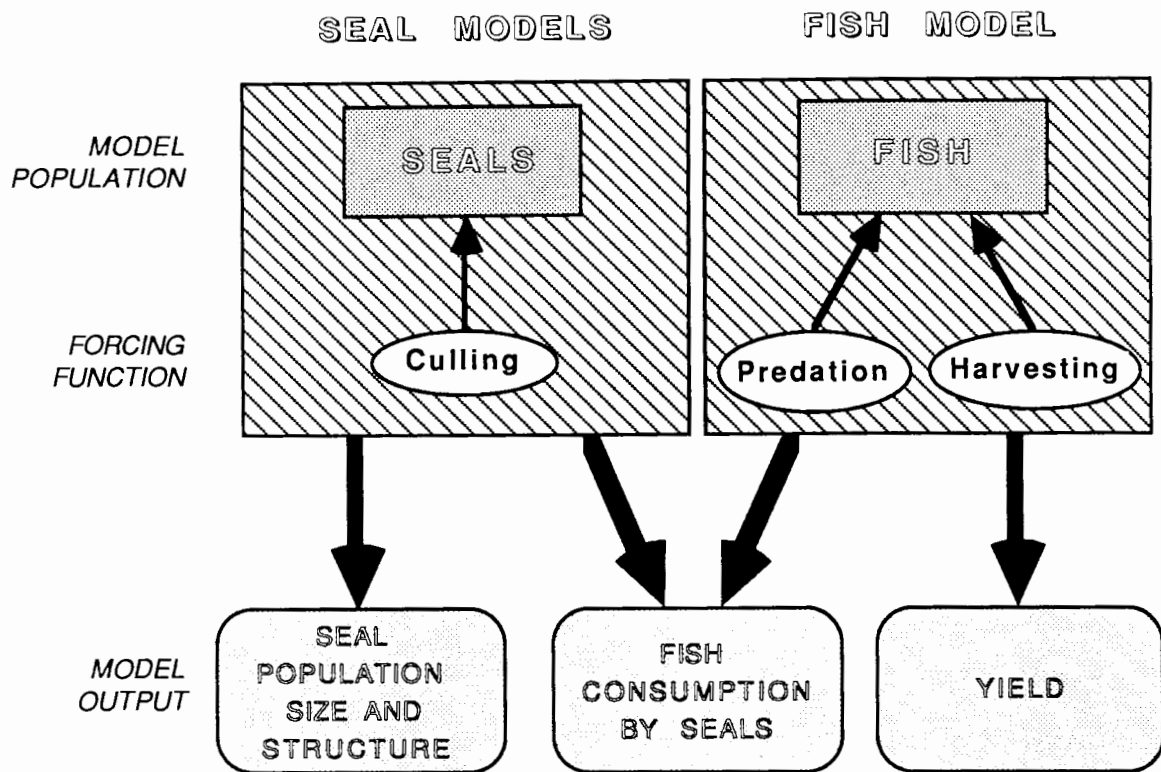 SEAL MODELS
FISH MODEL
MODEL
POPULATION
SEALS
FISH
FORCING
FUNCTION
Culling
Predation
Harvesting
MODEL
OUTPUT
SEAL
POPULATION
SIZE AND
STRUCTURE
FISH
CONSUMPTION
BY SEALS
YIELD